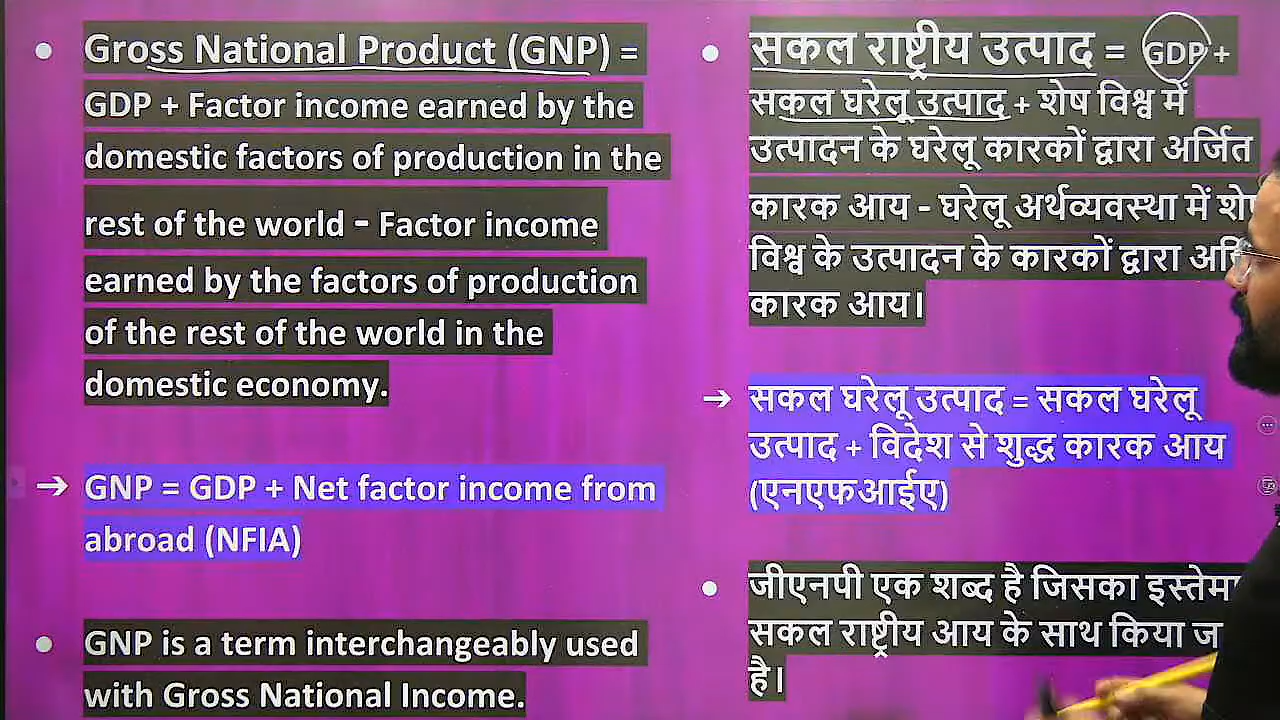 Gross National Product (GNP) =
GDP + Factor income earned by the
domestic factors of production in the
rest of the world – Factor income
earned by the factors of production
of the rest of the world in the
domestic economy.
→ GNP = GDP + Net factor income from
abroad (NFIA)
GNP is a term interchangeably used
with Gross National Income.
सकल राष्ट्रीय उत्पाद = GDP +
सकल घरेलू उत्पाद + शेष विश्व में
उत्पादन के घरेलू कारकों द्वारा अर्जित
कारक आय - घरेलू अर्थव्यवस्था में
विश्व के उत्पादन के कारकों द्वारा
कारक आय।
→ सकल घरेलू उत्पाद = सकल घरेलू
उत्पाद + विदेश से शुद्ध कारक आय
(एनएफआईए)
जीएनपी एक शब्द है जिसका
सकल राष्ट्रीय आय के साथ किया
है।